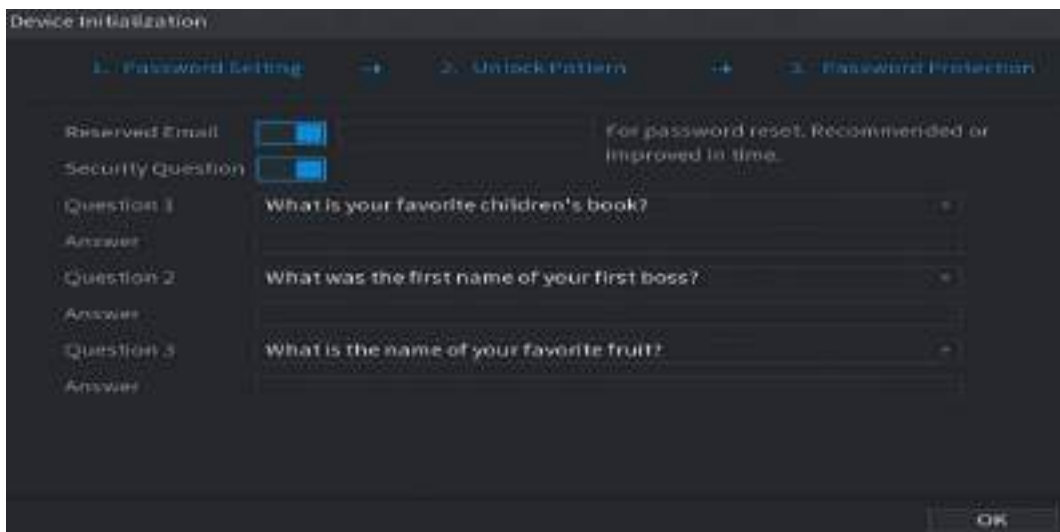 Device Initialization
1. Password Setting → 2. Unlock Pattern → 3. Password Protection
Reserved Email For password reset. Recommended or
improved in time.
Security Question
Question 1 What is your favorite children's book?
Answer
Question 2 What was the first name of your first boss?
Answer
Question 3 What is the name of your favorite fruit?
Answer
OK